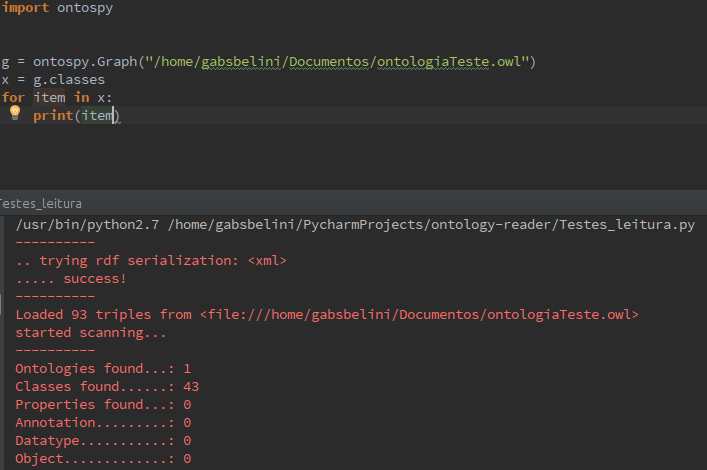 import ontospy
g = ontospy.Graph("/home/gabsbelini/Documentos/ontologiaTeste.owl")
x = g.classes
for item in x:
print(item)
Testes_leitura
/usr/bin/python2.7 /home/gabsbelini/PycharmProjects/ontology-reader/Testes_leitura.py
----------
.. trying rdf serialization: <xml>
..... success!
----------
Loaded 93 triples from <file:///home/gabsbelini/Documentos/ontologiaTeste.owl>
started scanning...
----------
Ontologies found...: 1
Classes found......: 43
Properties found...: 0
Annotation.........: 0
Datatype...........: 0
Object.............: 0